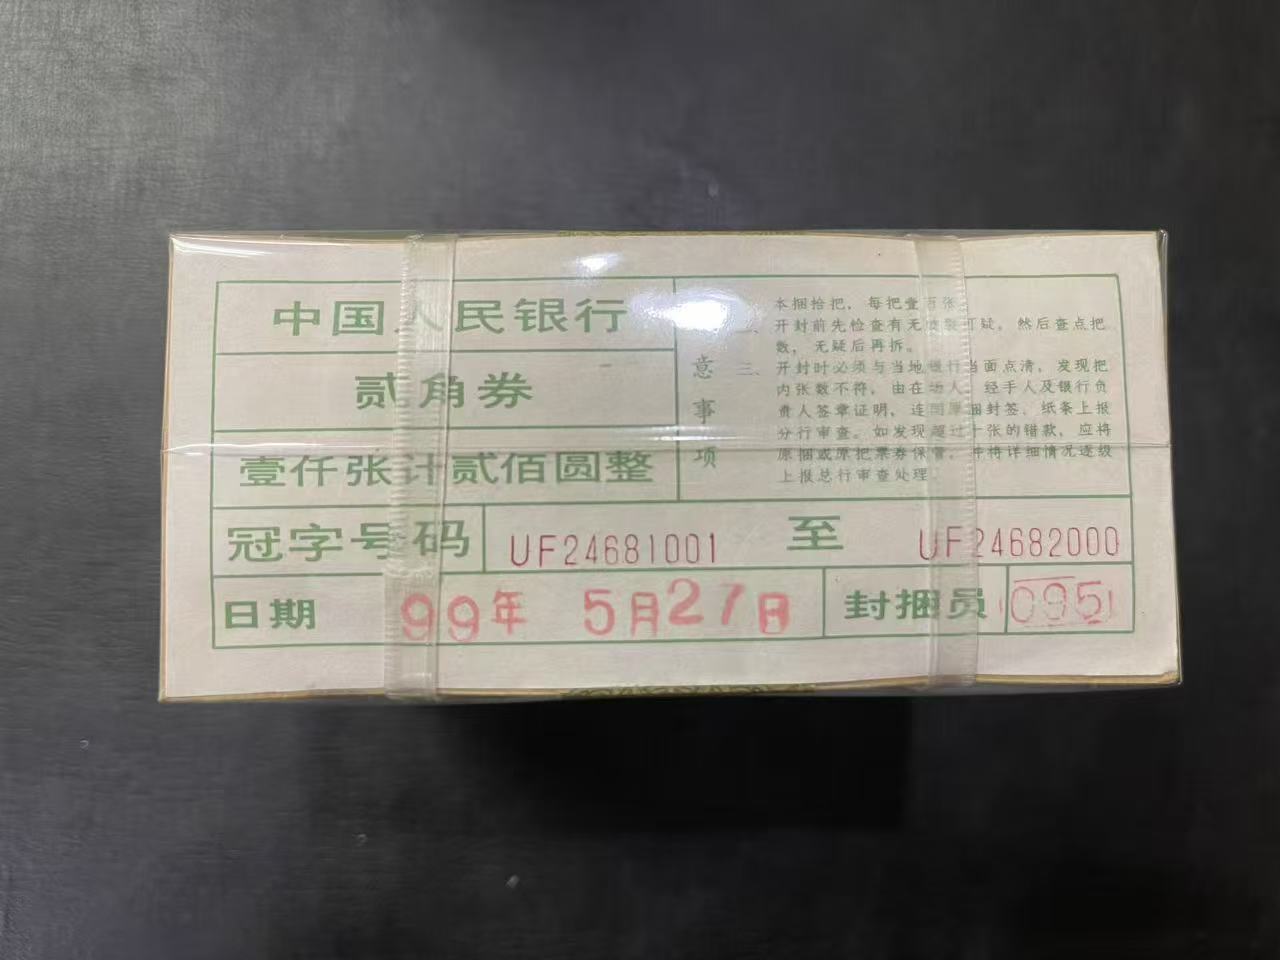 中国人民银行
贰角券
壹仟张计贰佰圆整
意事项
本捆恰把，每把壹百张。
二、开封前先检查有无可疑，然后查点把
数，无疑后再拆。
三、开封时必须与当地银行当面点清，发现把
内张数不符，由在场人、经手人及银行负
责人签章证明，连同原捆封签、纸条上报
分行审查。如发现超过十张的错款，应将
原捆或原把票券保管，并将详细情况逐级
上报总行审查处理。
冠字号码 UF24681001 至 UF24682000
日期 99年 5月27日 封捆员 095